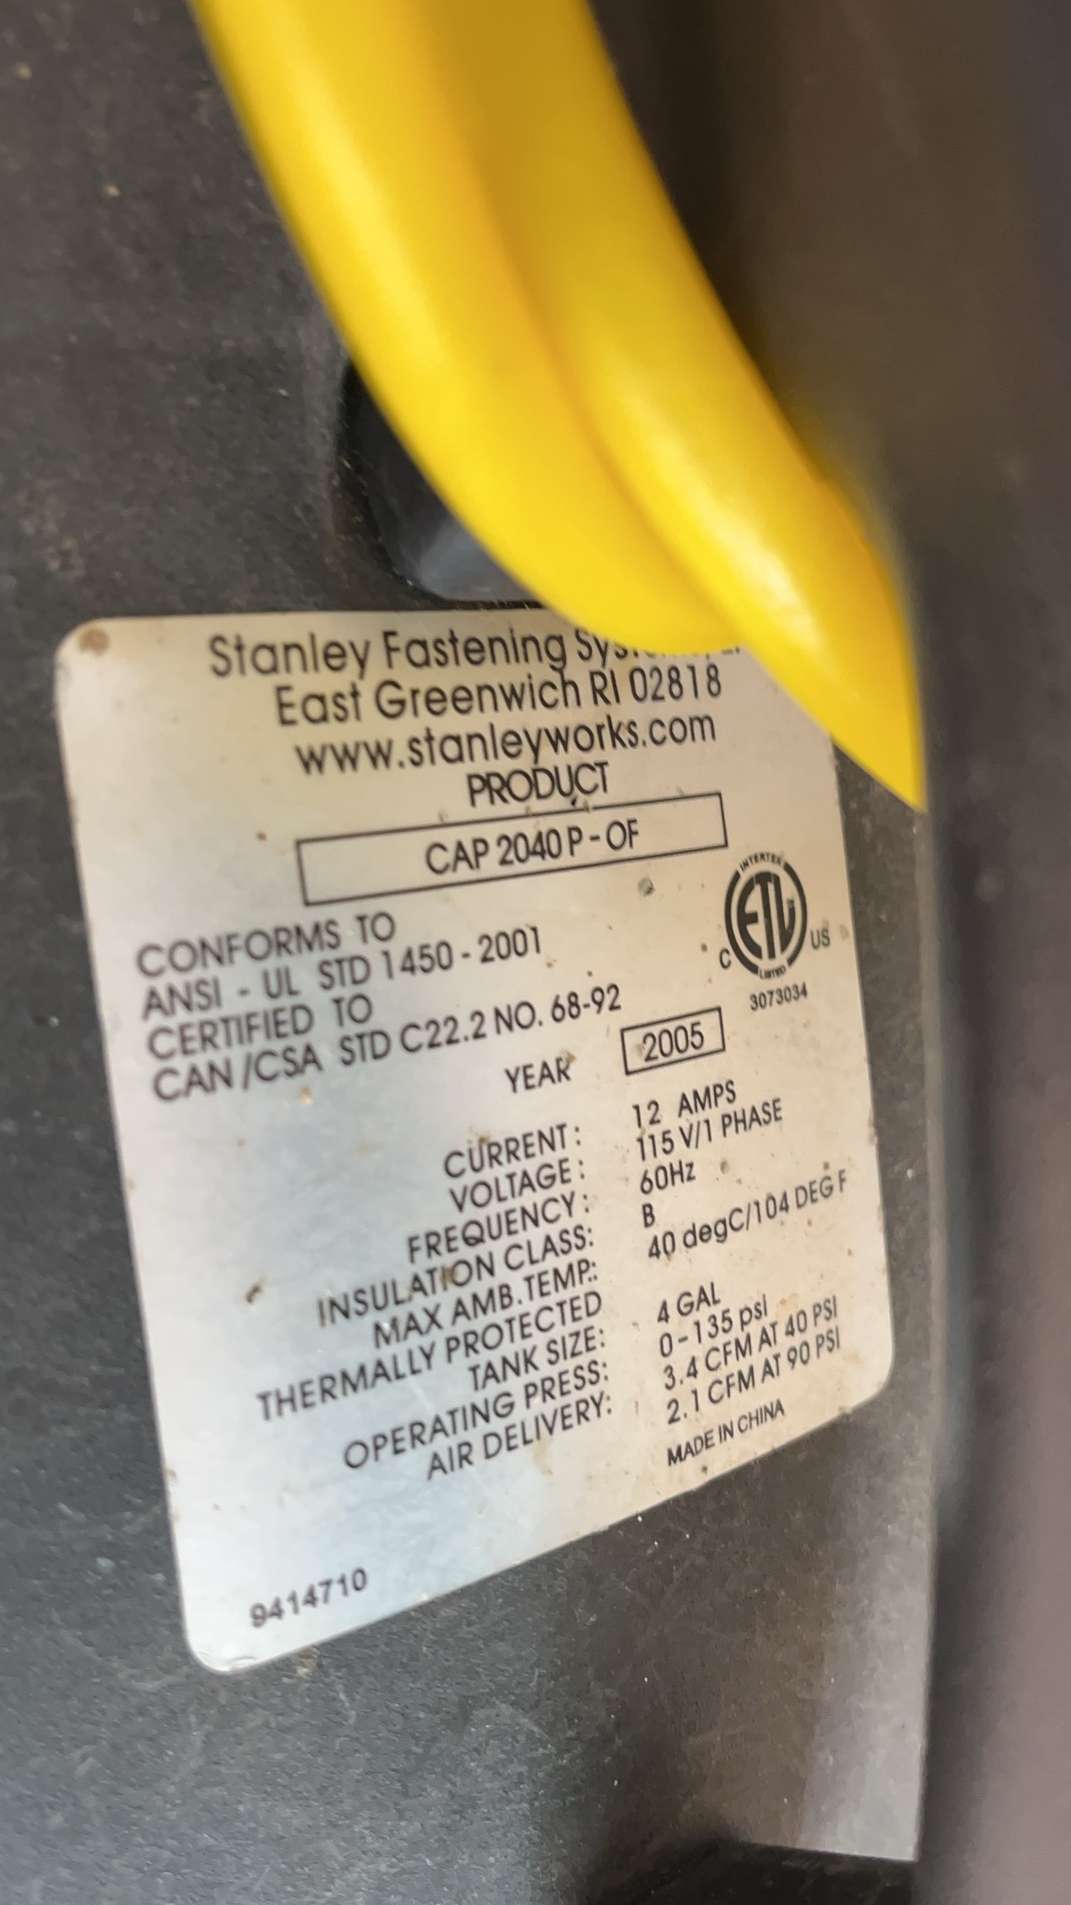 Stanley Fastening
East Greenwich RI 02818
www.stanleyworks.com
PRODUCT
CAP 2040 P - OF
CONFORMS TO
ANSI - UL STD 1450 - 2001
CERTIFIED TO
CAN /CSA STD C22.2 NO. 68-92
INTERTEK
ETL
LISTED
C US
3073034
YEAR 2005
CURRENT: 12 AMPS
VOLTAGE: 115 V/1 PHASE
FREQUENCY: 60Hz
INSULATION CLASS: B
MAX AMB. TEMP.: 40 degC/104 DEG F
THERMALLY PROTECTED
TANK SIZE: 4 GAL
OPERATING PRESS: 0-135 psi
AIR DELIVERY: 3.4 CFM AT 40 PSI
2.1 CFM AT 90 PSI
MADE IN CHINA
9414710